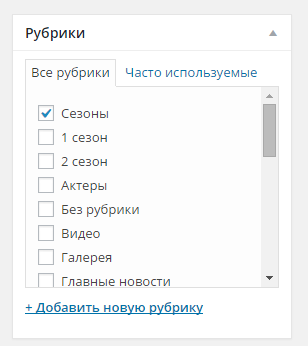 Рубрики
Все рубрики Часто используемые
Сезоны
1 сезон
2 сезон
Актеры
Без рубрики
Видео
Галерея
Главные новости
+ Добавить новую рубрику